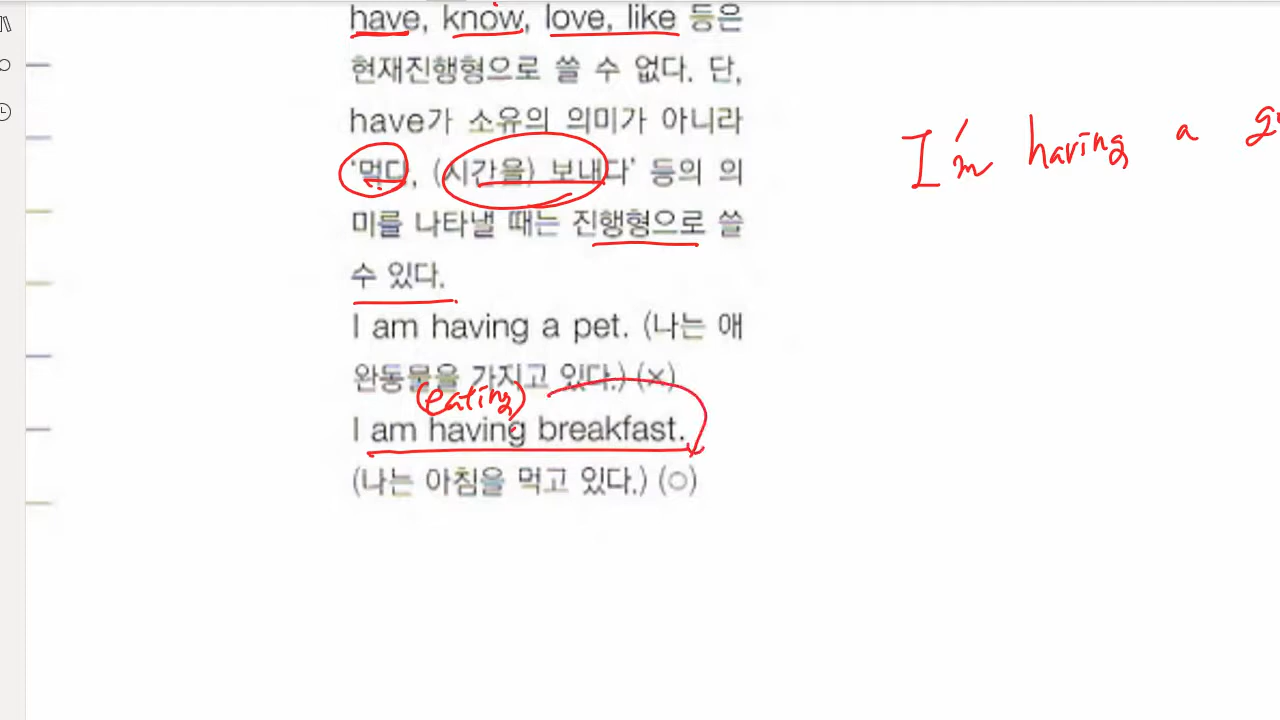 have, know, love, like 등은
현재진행형으로 쓸 수 없다. 단,
have가 소유의 의미가 아니라
‘먹다, (시간을) 보내다’ 등의 의
미를 나타낼 때는 진행형으로 쓸
수 있다.
I am having a pet. (나는 애
완동물을 가지고 있다.) (×)
(eating)
I am having breakfast.
(나는 아침을 먹고 있다.) (○)
I'm having a